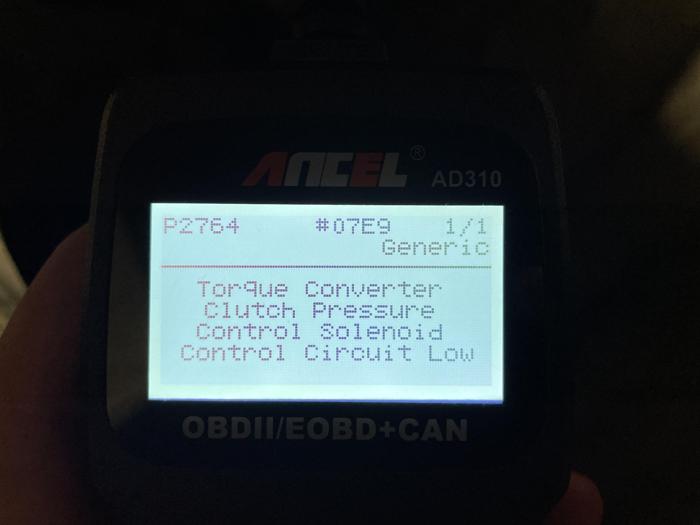 ANCEL®
AD310
P2764 #07E9 1/1
Generic
Torque Converter
Clutch Pressure
Control Solenoid
Control Circuit Low
OBDII/EOBD+CAN